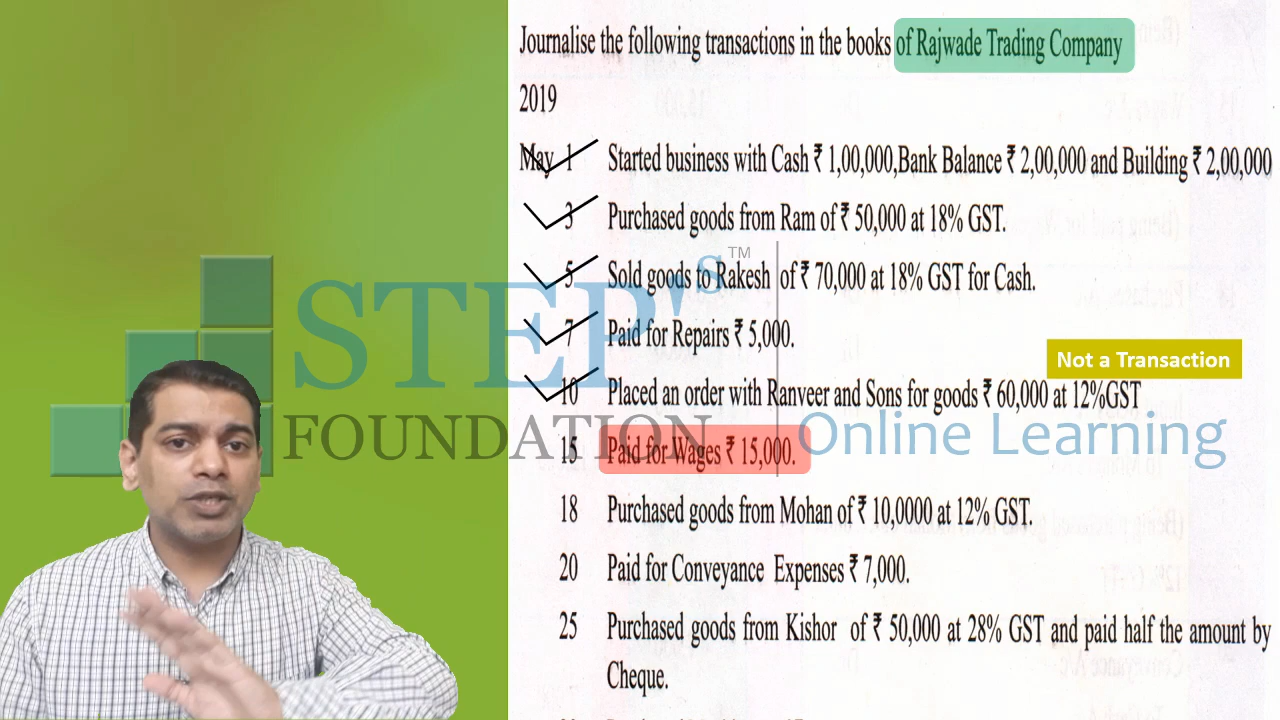 Journalise the following transactions in the books of Rajwade Trading Company
2019
May 1 Started business with Cash ₹ 1,00,000,Bank Balance ₹ 2,00,000 and Building ₹ 2,00,000
3 Purchased goods from Ram of ₹ 50,000 at 18% GST.
5 Sold goods to Rakesh of ₹ 70,000 at 18% GST for Cash.
7 Paid for Repairs ₹ 5,000.
Not a Transaction
10 Placed an order with Ranveer and Sons for goods ₹ 60,000 at 12%GST
15 Paid for Wages ₹ 15,000.
18 Purchased goods from Mohan of ₹ 10,0000 at 12% GST.
20 Paid for Conveyance Expenses ₹ 7,000.
25 Purchased goods from Kishor of ₹ 50,000 at 28% GST and paid half the amount by
Cheque.
STEP's™
FOUNDATION
Online Learning